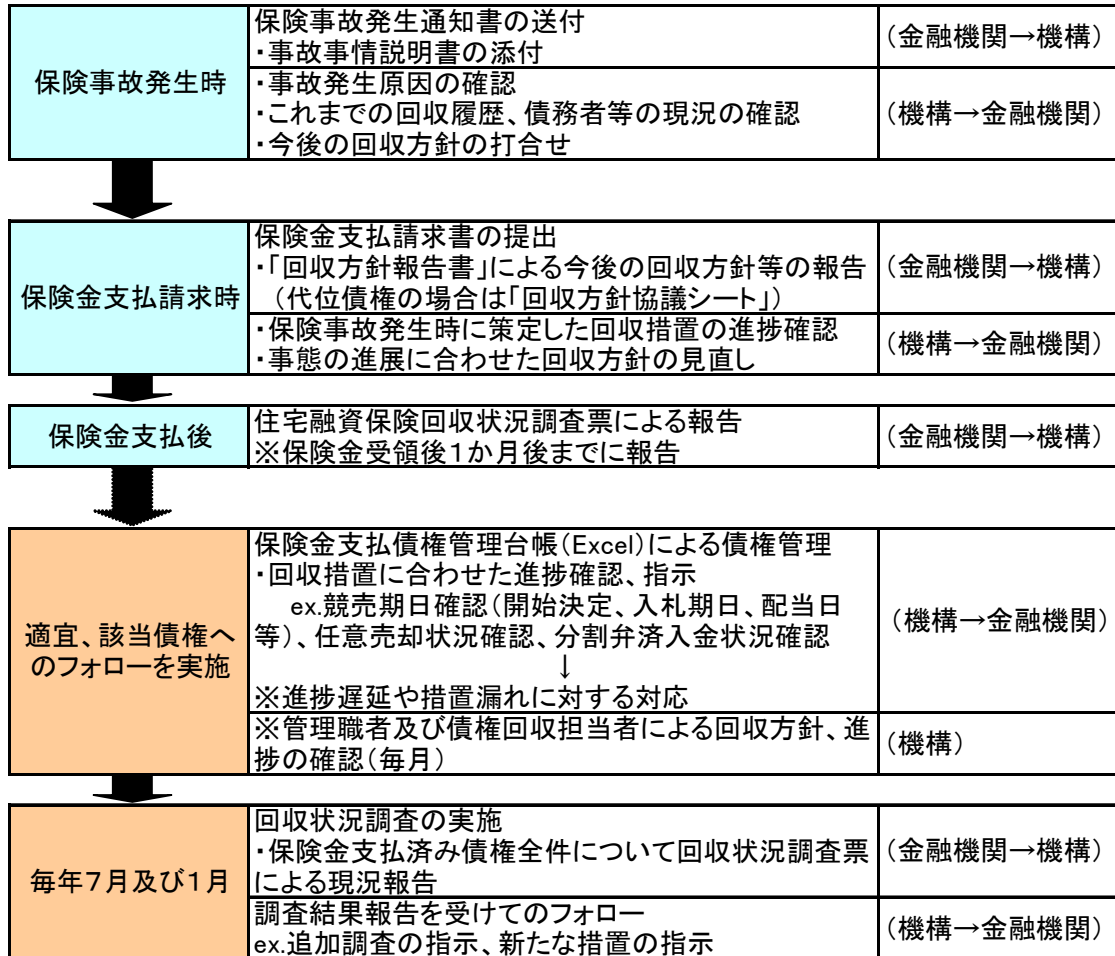 保険事故発生時
保険事故発生通知書の送付
・事故事情説明書の添付
（金融機関→機構）
・事故発生原因の確認
・これまでの回収履歴、債務者等の現況の確認
・今後の回収方針の打合せ
（機構→金融機関）
保険金支払請求時
保険金支払請求書の提出
・「回収方針報告書」による今後の回収方針等の報告
（代位債権の場合は「回収方針協議シート」）
（金融機関→機構）
・保険事故発生時に策定した回収措置の進捗確認
・事態の進展に合わせた回収方針の見直し
（機構→金融機関）
保険金支払後
住宅融資保険回収状況調査票による報告
※保険金受領後１か月後までに報告
（金融機関→機構）
適宜、該当債権へ
のフォローを実施
保険金支払債権管理台帳（Excel）による債権管理
・回収措置に合わせた進捗確認、指示
ex.競売期日確認（開始決定、入札期日、配当日
等）、任意売却状況確認、分割弁済入金状況確認
↓
※進捗遅延や措置漏れに対する対応
（機構→金融機関）
※管理職者及び債権回収担当者による回収方針、進
捗の確認（毎月）
（機構）
毎年７月及び１月
回収状況調査の実施
・保険金支払済み債権全件について回収状況調査票
による現況報告
（金融機関→機構）
調査結果報告を受けてのフォロー
ex.追加調査の指示、新たな措置の指示
（機構→金融機関）